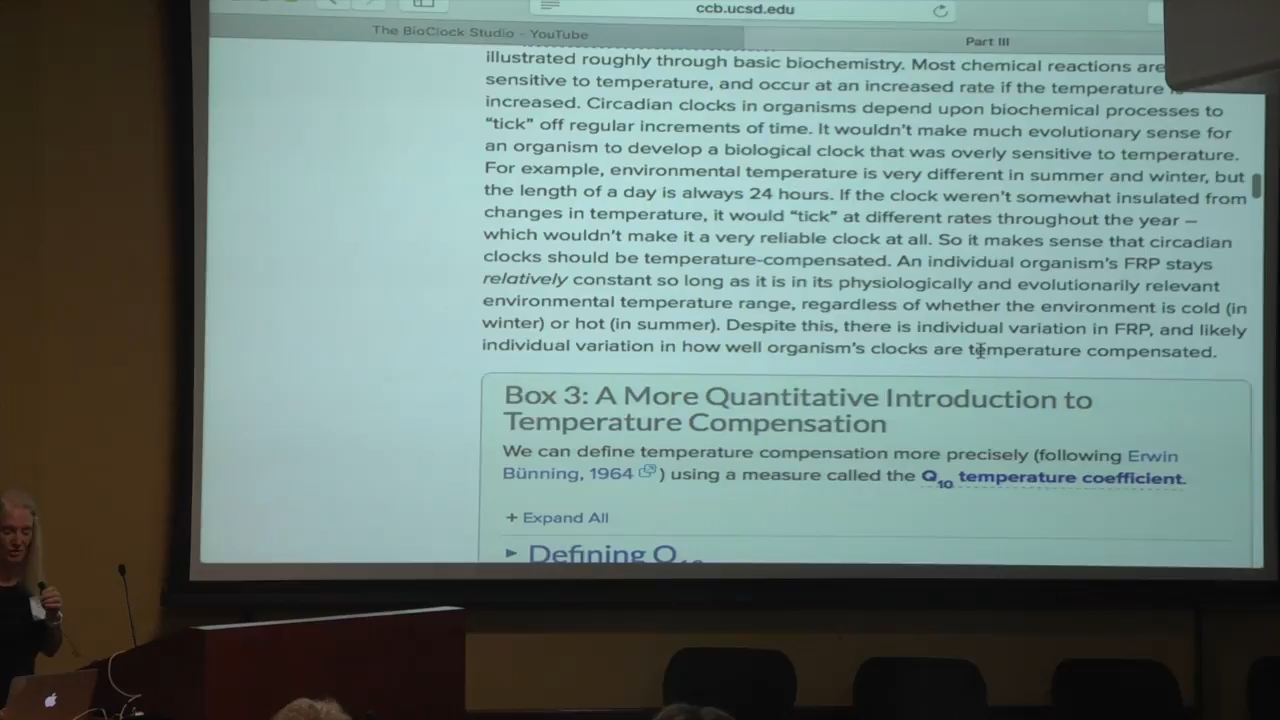 ccb.ucsd.edu
The BioClock Studio - YouTube
Part III
illustrated roughly through basic biochemistry. Most chemical reactions are
sensitive to temperature, and occur at an increased rate if the temperature is
increased. Circadian clocks in organisms depend upon biochemical processes to
“tick” off regular increments of time. It wouldn’t make much evolutionary sense for
an organism to develop a biological clock that was overly sensitive to temperature.
For example, environmental temperature is very different in summer and winter, but
the length of a day is always 24 hours. If the clock weren’t somewhat insulated from
changes in temperature, it would “tick” at different rates throughout the year –
which wouldn’t make it a very reliable clock at all. So it makes sense that circadian
clocks should be temperature-compensated. An individual organism’s FRP stays
relatively constant so long as it is in its physiologically and evolutionarily relevant
environmental temperature range, regardless of whether the environment is cold (in
winter) or hot (in summer). Despite this, there is individual variation in FRP, and likely
individual variation in how well organism’s clocks are temperature compensated.
Box 3: A More Quantitative Introduction to
Temperature Compensation
We can define temperature compensation more precisely (following Erwin
Bünning, 1964) using a measure called the Q10 temperature coefficient.
+ Expand All
Defining Q10